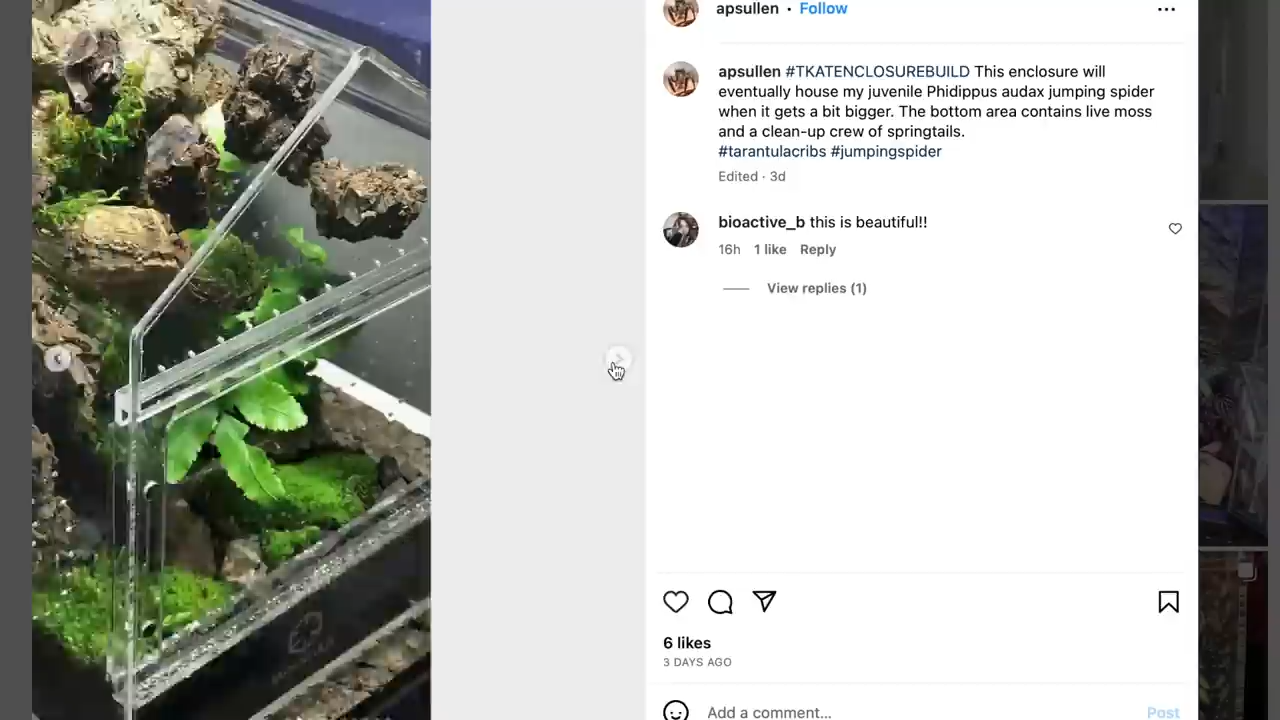 apsullen • Follow
apsullen #TKATENCLOSUREBUILD This enclosure will
eventually house my juvenile Phidippus audax jumping spider
when it gets a bit bigger. The bottom area contains live moss
and a clean-up crew of springtails.
#tarantulacribs #jumpingspider
Edited · 3d
bioactive_b this is beautiful!!
16h 1 like Reply
View replies (1)
6 likes
3 DAYS AGO
Add a comment...
Post